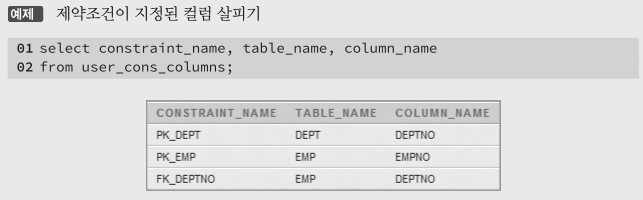 예제 제약조건이 지정된 컬럼 살피기
01 select constraint_name, table_name, column_name
02 from user_cons_columns;
CONSTRAINT_NAME TABLE_NAME COLUMN_NAME
PK_DEPT DEPT DEPTNO
PK_EMP EMP EMPNO
FK_DEPTNO EMP DEPTNO